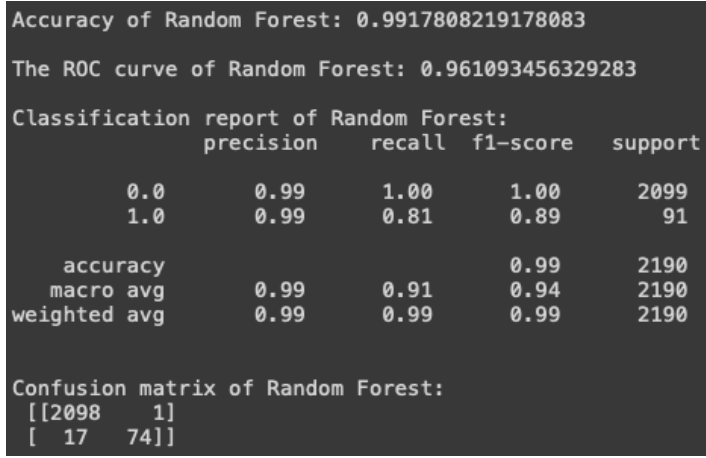 Accuracy of Random Forest: 0.9917808219178083
The ROC curve of Random Forest: 0.961093456329283
Classification report of Random Forest:
precision recall f1-score support
0.0 0.99 1.00 1.00 2099
1.0 0.99 0.81 0.89 91
accuracy 0.99 2190
macro avg 0.99 0.91 0.94 2190
weighted avg 0.99 0.99 0.99 2190
Confusion matrix of Random Forest:
[[2098 1]
[ 17 74]]